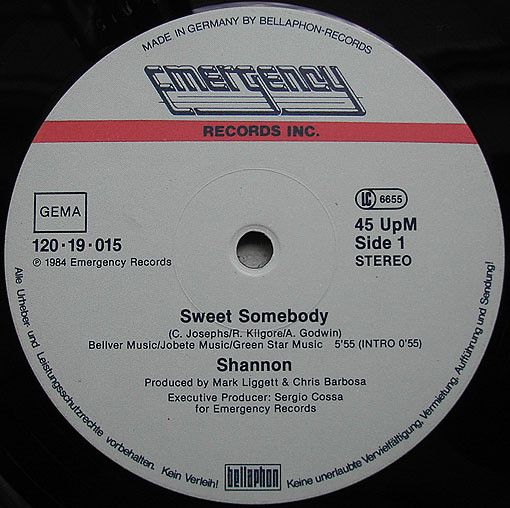 MADE IN GERMANY BY BELLAPHON-RECORDS
Emergency
RECORDS INC.
GEMA
LC 6655
120·19·015
45 UpM
Side 1
℗ 1984 Emergency Records
STEREO
Sweet Somebody
(C. Josephs/R. Kilgore/A. Godwin)
Bellver Music/Jobete Music/Green Star Music 5'55 (INTRO 0'55)
Shannon
Produced by Mark Liggett & Chris Barbosa
Executive Producer: Sergio Cossa
for Emergency Records
bellaphon
Alle Urheber und Leistungsschutzrechte vorbehalten. Kein Verleih! Keine unerlaubte Vervielfältigung, Vermietung, Aufführung und Sendung!